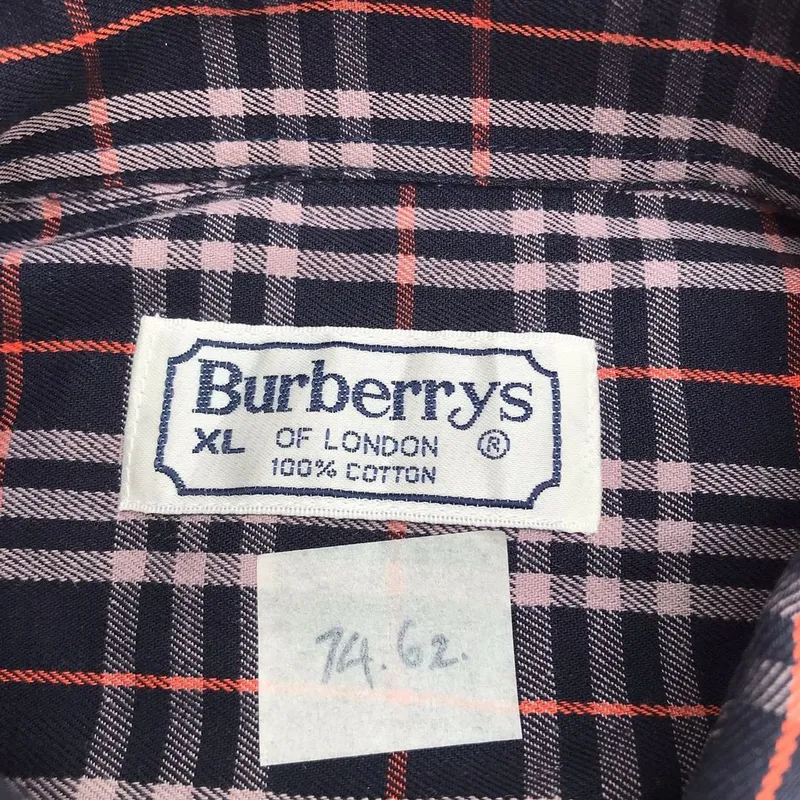 Burberrys
XL OF LONDON ®
100% COTTON
74.62.